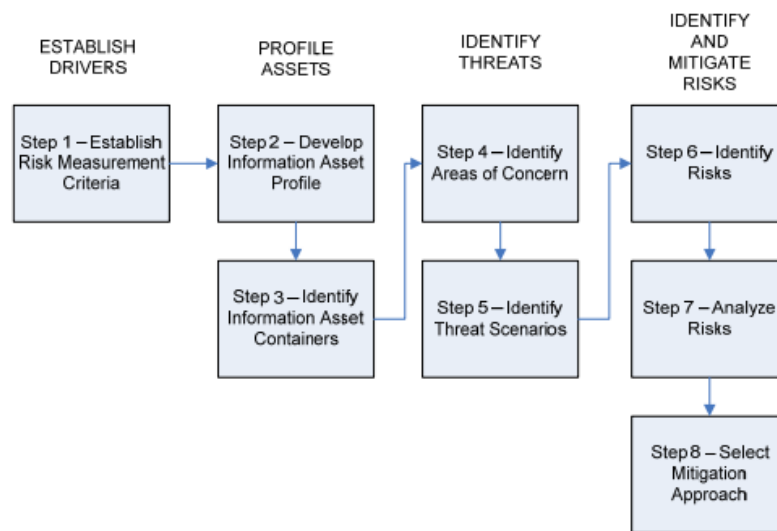 ESTABLISH
DRIVERS
PROFILE
ASSETS
IDENTIFY
THREATS
IDENTIFY
AND
MITIGATE
RISKS
Step 1 – Establish
Risk Measurement
Criteria
Step 2 – Develop
Information Asset
Profile
Step 3 – Identify
Information Asset
Containers
Step 4 – Identify
Areas of Concern
Step 5 – Identify
Threat Scenarios
Step 6 – Identify
Risks
Step 7 – Analyze
Risks
Step 8 – Select
Mitigation
Approach